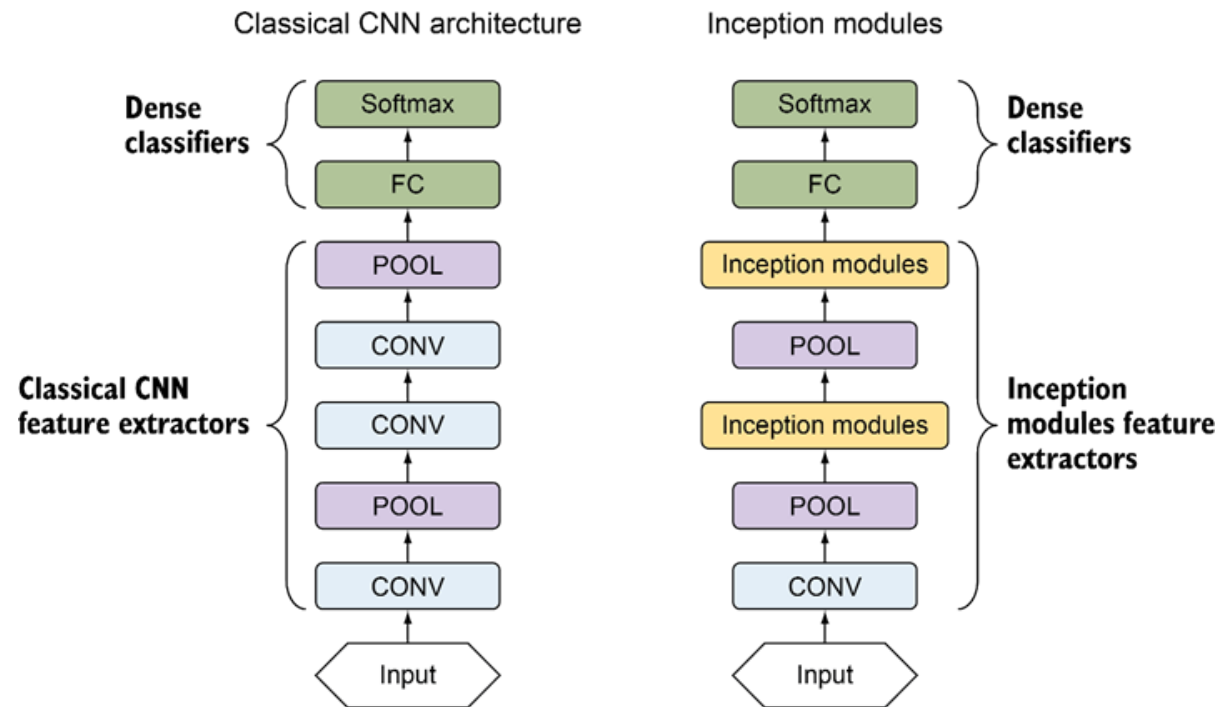 Classical CNN architecture
Dense
classifiers
Softmax
FC
Classical CNN
feature extractors
POOL
CONV
CONV
POOL
CONV
Input
Inception modules
Softmax
FC
Dense
classifiers
Inception modules
POOL
Inception modules
POOL
CONV
Inception
modules feature
extractors
Input